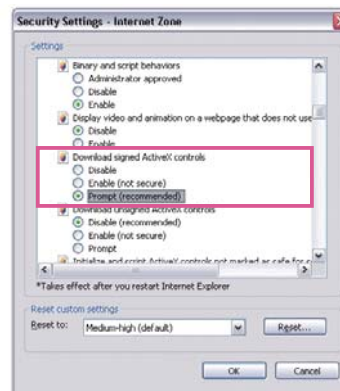 Security Settings - Internet Zone
Settings
Binary and script behaviors
Administrator approved
Disable
Enable
Display video and animation on a webpage that does not use
Disable
Enable
Download signed ActiveX controls
Disable
Enable (not secure)
Prompt (recommended)
Download unsigned ActiveX controls
Disable (recommended)
Enable (not secure)
Prompt
Initialize and script ActiveX controls not marked as safe for
*Takes effect after you restart Internet Explorer
Reset custom settings
Reset to: Medium-high (default) Reset...
OK Cancel